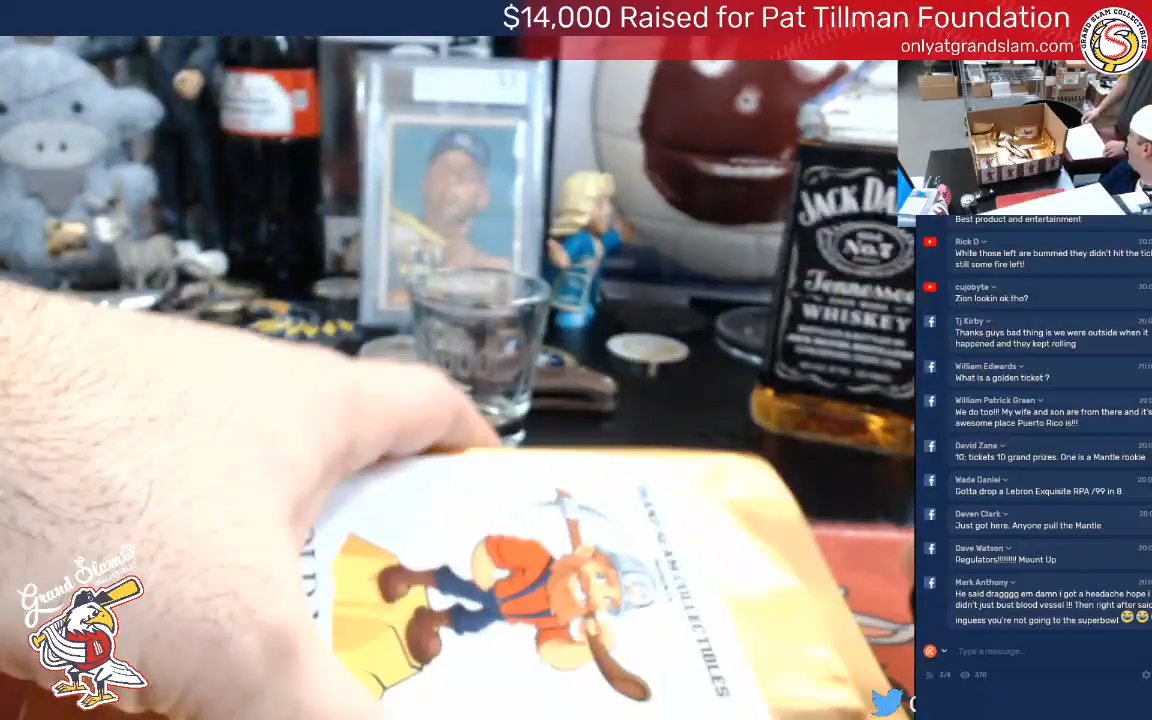 $14,000 Raised for Pat Tillman Foundation
onlyatgrandslam.com
GRAND SLAM COLLECTIBLES
JACK DA
No.7
Tennessee
WHISKEY
Best product and entertainment
Rick D
White those left are bummed they didn't hit the tic
still some fire left!
cujobyte
Zion lookin ok tho?
Tj Kirby
Thanks guys bad thing is we were outside when it
happened and they kept rolling
William Edwards
What is a golden ticket ?
William Patrick Green
We do too!!! My wife and son are from there and it's
awesome place Puerto Rico is!!!
David Zane
10; tickets 10 grand prizes. One is a Mantle rookie
Wade Daniel
Gotta drop a Lebron Exquisite RPA /99 in 8
Deven Clark
Just got here. Anyone pull the Mantle
Dave Watson
Regulators!!!!!!!!! Mount Up
Mark Anthony
He said dragggg em damn i got a headache hope i
didn't just bust blood vessel !!! Then right after said
inguess you're not going to the superbowl 😂 😂
Type a message...
3/4 370
Grand Slam
COLLECTIBLES